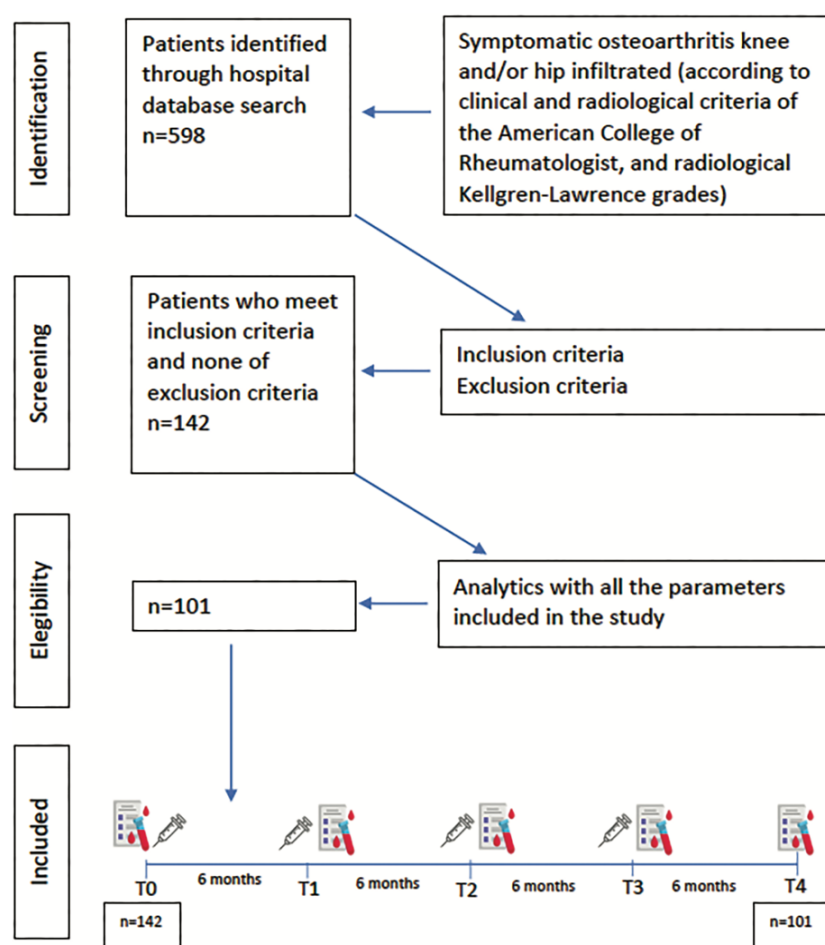 Identification
Patients identified
through hospital
database search
n=598
Symptomatic osteoarthritis knee
and/or hip infiltrated (according to
clinical and radiological criteria of
the American College of
Rheumatologist, and radiological
Kellgren-Lawrence grades)
Screening
Patients who meet
inclusion criteria
and none of
exclusion criteria
n=142
Inclusion criteria
Exclusion criteria
Elegibility
n=101
Analytics with all the parameters
included in the study
Included
T0 6 months T1 6 months T2 6 months T3 6 months T4
n=142
n=101